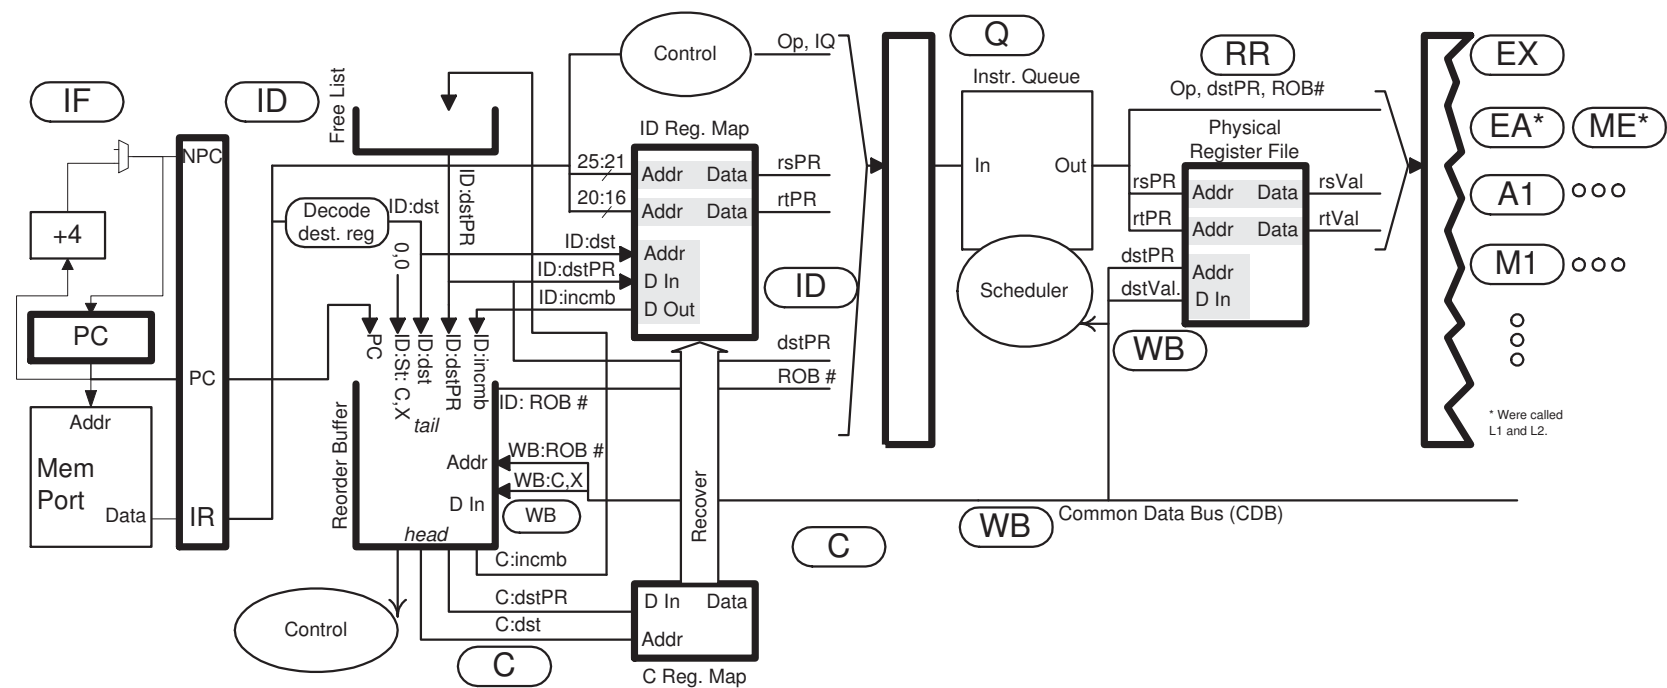 IF
ID
NPC
+4
PC
Addr
Mem
Port
Data
PC
IR
Free List
Decode
dest. reg
ID:dst
0,0
ID:dstPR
Control
Op, IQ
ID Reg. Map
25:21
Addr Data
rsPR
20:16
Addr Data
rtPR
ID:dst
Addr
ID:dstPR
D In
ID:incmb
D Out
ID
dstPR
ROB #
PC
ID:St: C,X
ID:dst
ID:dstPR
ID:incmb
tail
ID: ROB #
Reorder Buffer
Addr
WB:ROB #
D In
WB:C,X
WB
head
C:incmb
C:dstPR
C:dst
Control
C
Recover
D In Data
Addr
C Reg. Map
C
Q
Instr. Queue
In Out
Scheduler
RR
Op, dstPR, ROB#
Physical
Register File
rsPR
Addr Data
rsVal
rtPR
Addr Data
rtVal
dstPR
Addr
dstVal.
D In
WB
WB
Common Data Bus (CDB)
EX
EA* ME*
A1
M1
* Were called
L1 and L2.